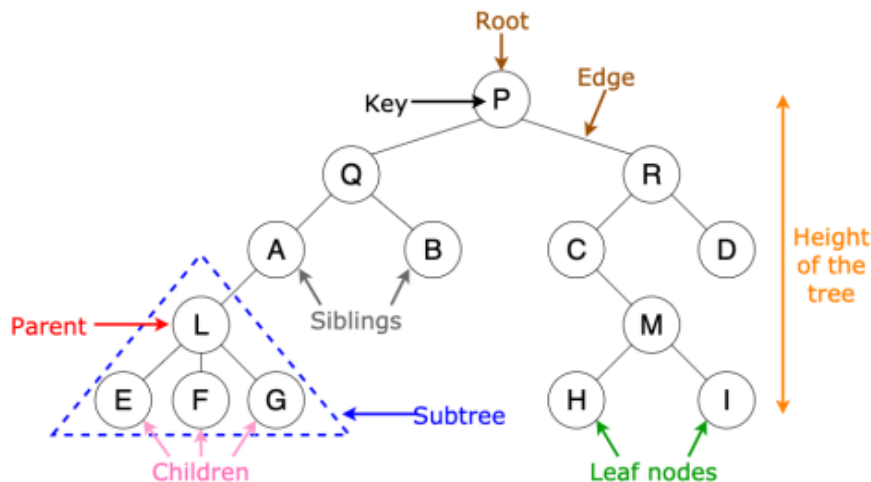 Root
Edge
Key
P
Q
R
A
B
C
D
Height
of the
tree
Siblings
Parent
L
M
E
F
G
H
I
Subtree
Children
Leaf nodes